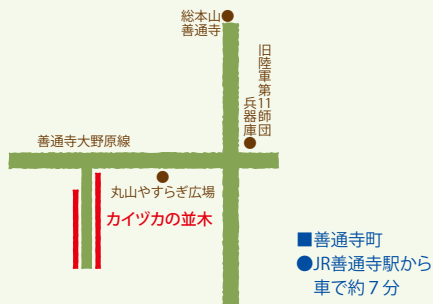 総本山
善通寺
旧陸軍第11師団
兵器庫
善通寺大野原線
丸山やすらぎ広場
カイヅカの並木
■善通寺町
●JR善通寺駅から
車で約７分